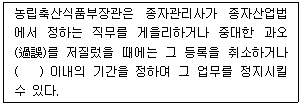 농림축산식품부장관은 종자관리사가 종자산업법
에서 정하는 직무를 게을리하거나 중대한 과오
(過誤)를 저질렀을 때에는 그 등록을 취소하거나
(   ) 이내의 기간을 정하여 그 업무를 정지시킬
수 있다.